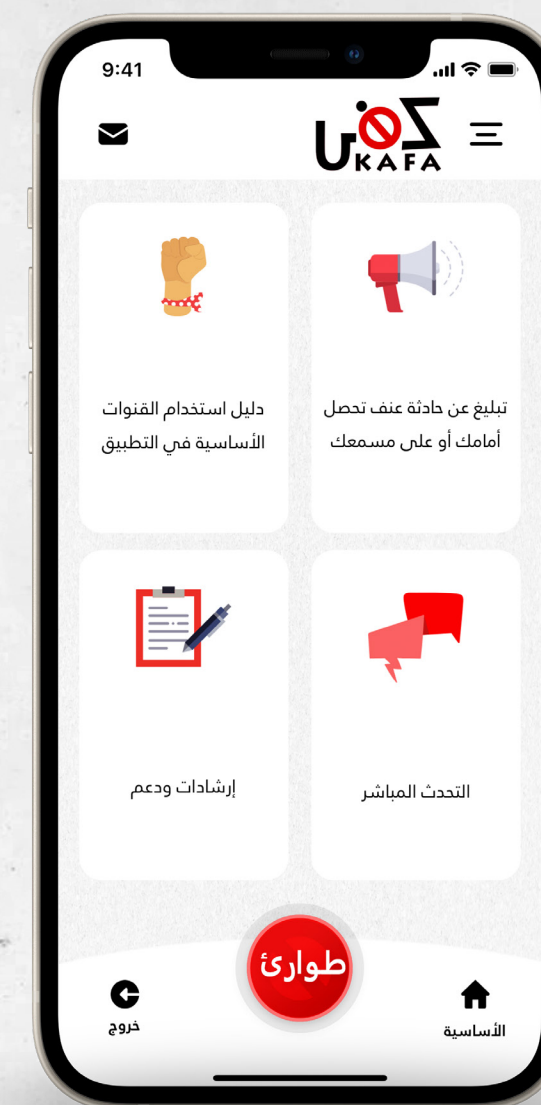 9:41
كفى
KAFA
تبليغ عن حادثة عنف تحصل
أمامك أو على مسمعك
دليل استخدام القنوات
الأساسية في التطبيق
التحدث المباشر
إرشادات ودعم
طوارئ
الأساسية
خروج